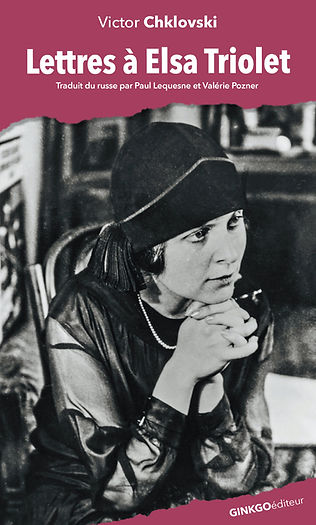 Victor Chklovski
Lettres à Elsa Triolet
Traduit du russe par Paul Lequesne et Valérie Pozner
GINKGOéditeur